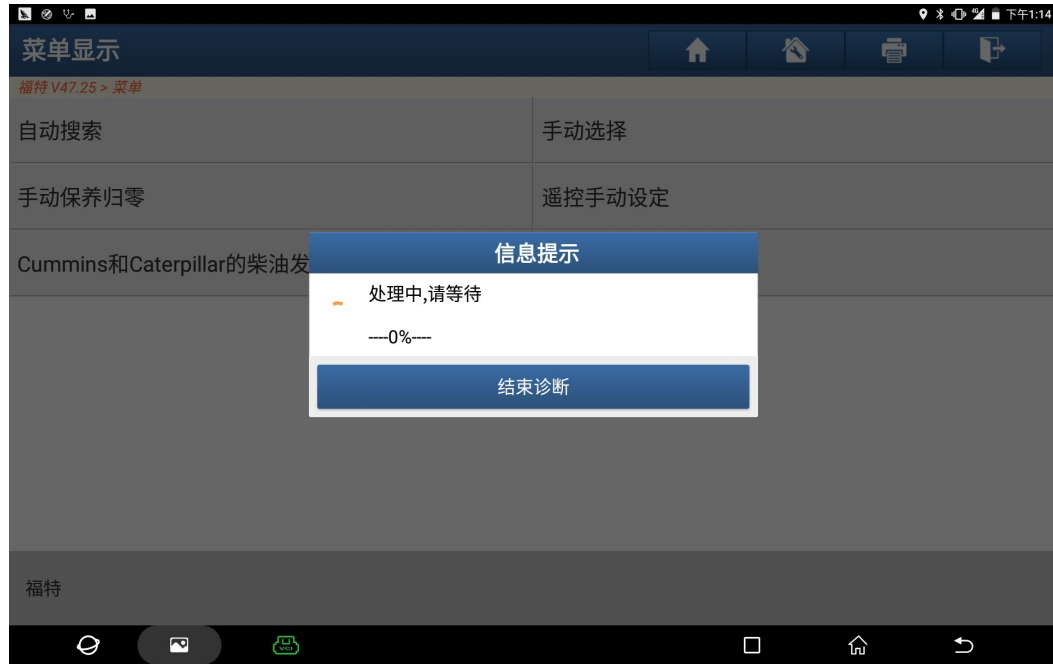 下午1:14
菜单显示
福特 V47.25 > 菜单
自动搜索
手动选择
手动保养归零
遥控手动设定
Cummins和Caterpillar的柴油发
信息提示
处理中,请等待
----0%----
结束诊断
福特
VCI